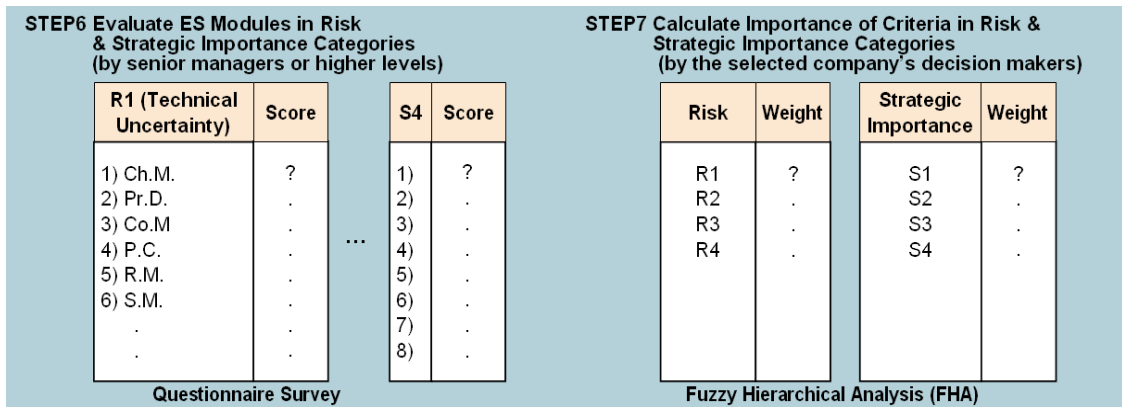 STEP6 Evaluate ES Modules in Risk
& Strategic Importance Categories
(by senior managers or higher levels)
R1 (Technical
Uncertainty)
Score
S4
Score
1) Ch.M.
?
1)
?
2) Pr.D.
.
2)
.
3) Co.M
.
3)
.
...
4) P.C.
.
4)
.
5) R.M.
.
5)
.
6) S.M.
.
6)
.
.
.
7)
.
.
.
8)
.
Questionnaire Survey
STEP7 Calculate Importance of Criteria in Risk &
Strategic Importance Categories
(by the selected company's decision makers)
Risk
Weight
Strategic
Importance
Weight
R1
?
S1
?
R2
.
S2
.
R3
.
S3
.
R4
.
S4
.
Fuzzy Hierarchical Analysis (FHA)